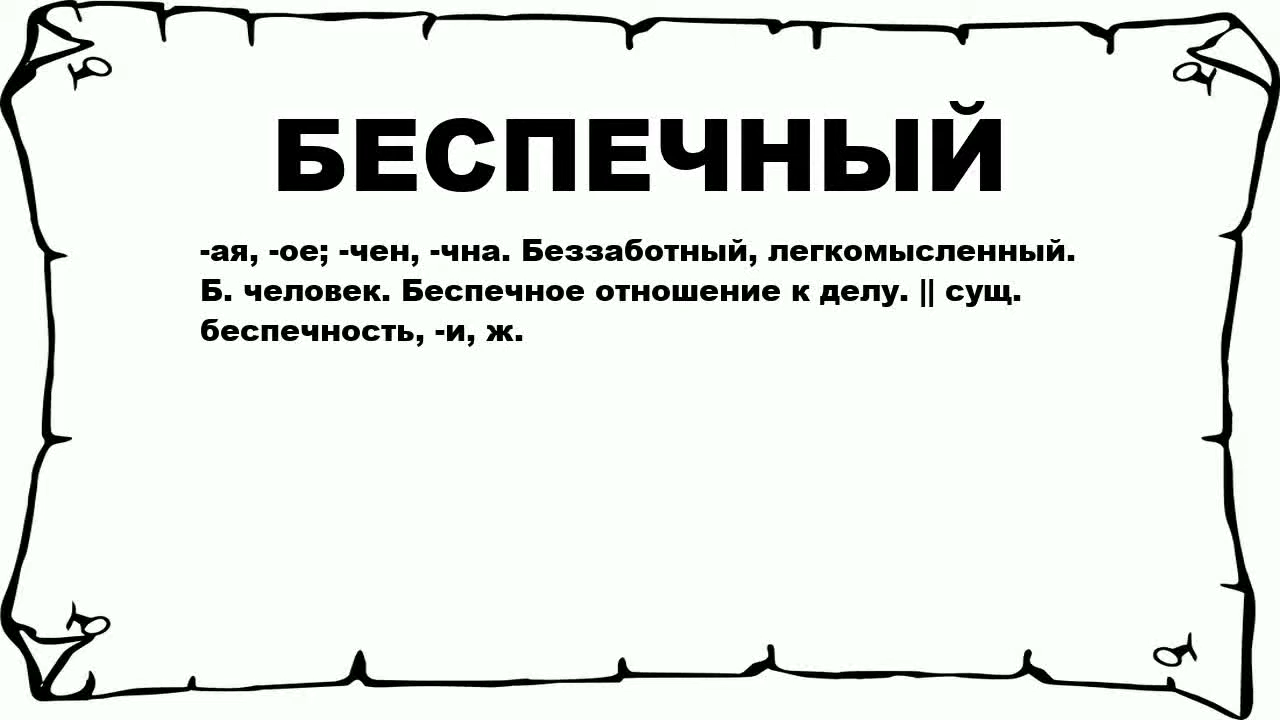 БЕСПЕЧНЫЙ
-ая, -ое; -чен, -чна. Беззаботный, легкомысленный.
Б. человек. Беспечное отношение к делу. || сущ.
беспечность, -и, ж.